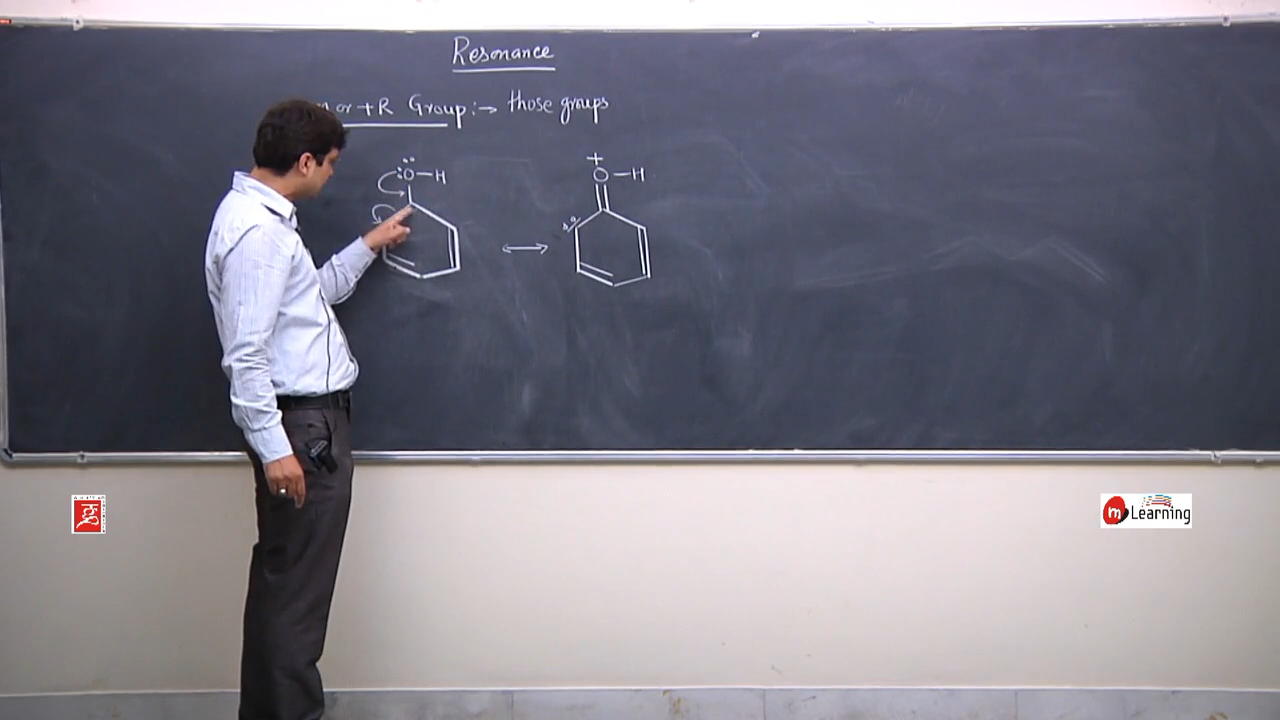 Resonance
or +R Group:→ those groups
:Ö–H
+
O–H
m Learning